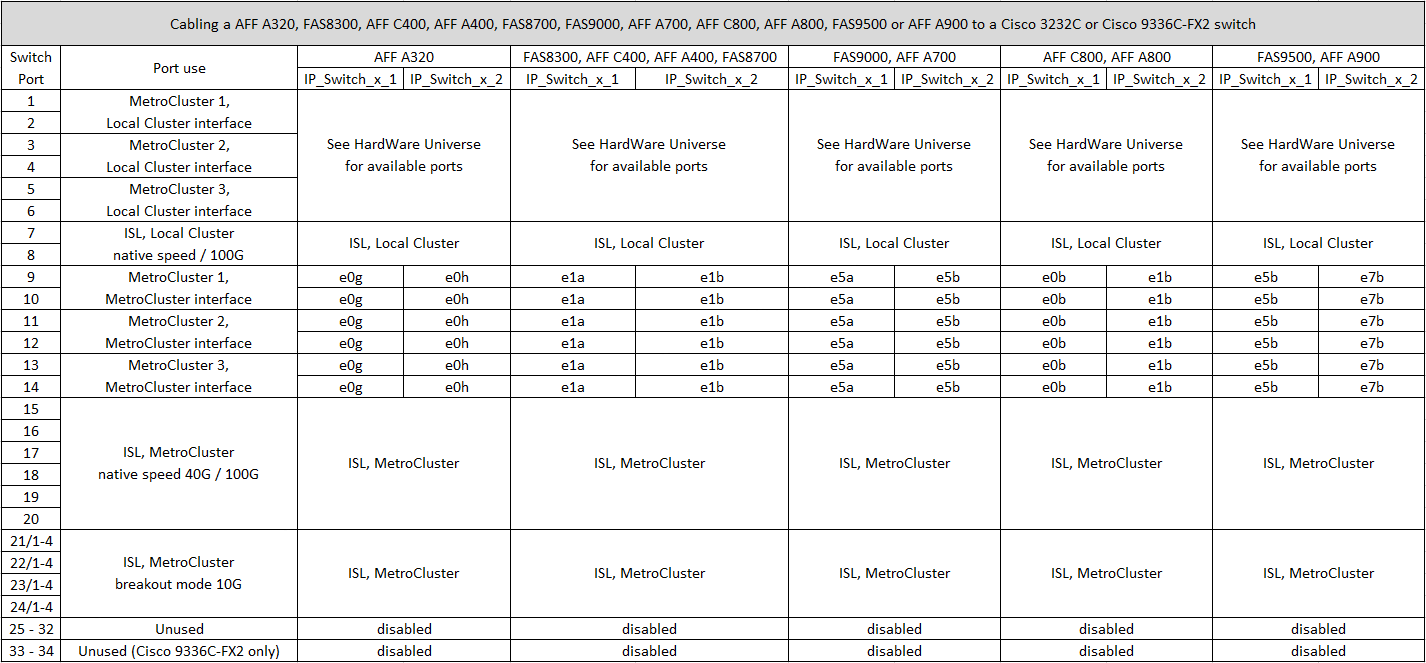 Cabling a AFF A320, FAS8300, AFF C400, AFF A400, FAS8700, FAS9000, AFF A700, AFF C800, AFF A800, FAS9500 or AFF A900 to a Cisco 3232C or Cisco 9336C-FX2 switch
Switch Port | Port use | AFF A320 | FAS8300, AFF C400, AFF A400, FAS8700 | FAS9000, AFF A700 | AFF C800, AFF A800 | FAS9500, AFF A900
IP_Switch_x_1 | IP_Switch_x_2 | IP_Switch_x_1 | IP_Switch_x_2 | IP_Switch_x_1 | IP_Switch_x_2 | IP_Switch_x_1 | IP_Switch_x_2 | IP_Switch_x_1 | IP_Switch_x_2
1 MetroCluster 1,
2 Local Cluster interface
3 MetroCluster 2, See HardWare Universe See HardWare Universe See HardWare Universe See HardWare Universe See HardWare Universe
4 Local Cluster interface for available ports for available ports for available ports for available ports for available ports
5 MetroCluster 3,
6 Local Cluster interface
7 ISL, Local Cluster ISL, Local Cluster ISL, Local Cluster ISL, Local Cluster ISL, Local Cluster ISL, Local Cluster
8 native speed / 100G
9 MetroCluster 1, e0g e0h e1a e1b e5a e5b e0b e1b e5b e7b
10 MetroCluster interface e0g e0h e1a e1b e5a e5b e0b e1b e5b e7b
11 MetroCluster 2, e0g e0h e1a e1b e5a e5b e0b e1b e5b e7b
12 MetroCluster interface e0g e0h e1a e1b e5a e5b e0b e1b e5b e7b
13 MetroCluster 3, e0g e0h e1a e1b e5a e5b e0b e1b e5b e7b
14 MetroCluster interface e0g e0h e1a e1b e5a e5b e0b e1b e5b e7b
15
16
17 ISL, MetroCluster ISL, MetroCluster ISL, MetroCluster ISL, MetroCluster ISL, MetroCluster ISL, MetroCluster
18 native speed 40G / 100G
19
20
21/1-4
22/1-4 ISL, MetroCluster ISL, MetroCluster ISL, MetroCluster ISL, MetroCluster ISL, MetroCluster ISL, MetroCluster
23/1-4 breakout mode 10G
24/1-4
25 - 32 Unused disabled disabled disabled disabled disabled
33 - 34 Unused (Cisco 9336C-FX2 only) disabled disabled disabled disabled disabled